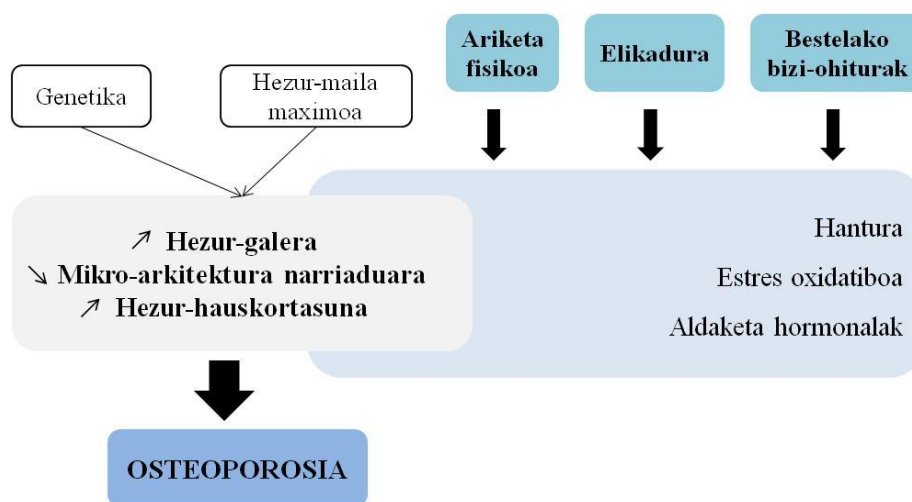 Ariketa
fisikoa
Elikadura
Bestelako
bizi-ohiturak
Genetika
Hezur-maila
maximoa
↗ Hezur-galera
↘ Mikro-arkitektura narriaduara
↗ Hezur-hauskortasuna
Hantura
Estres oxidatiboa
Aldaketa hormonalak
OSTEOPOROSIA